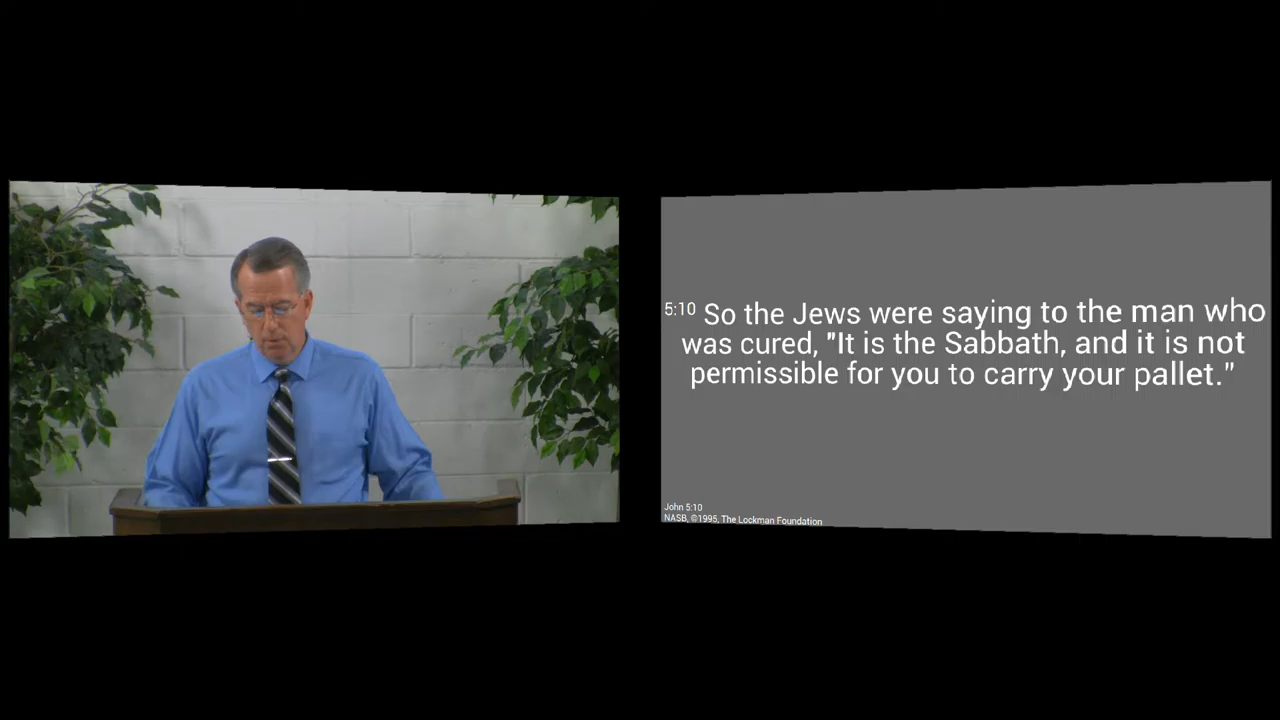 5:10 So the Jews were saying to the man who
was cured, "It is the Sabbath, and it is not
permissible for you to carry your pallet."
John 5:10
NASB, ©1995, The Lockman Foundation